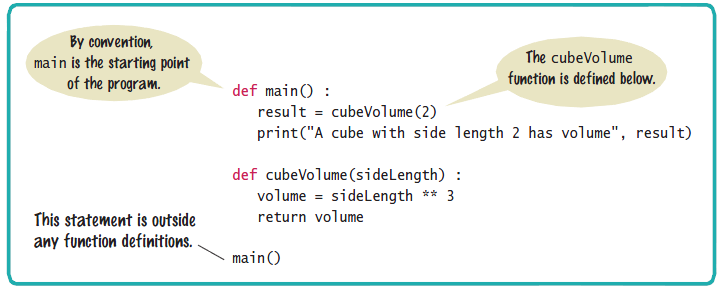 By convention,
main is the starting point
of the program.
The cubeVolume
function is defined below.
def main() :
   result = cubeVolume(2)
   print("A cube with side length 2 has volume", result)
def cubeVolume(sideLength) :
   volume = sideLength ** 3
   return volume
This statement is outside
any function definitions.
main()